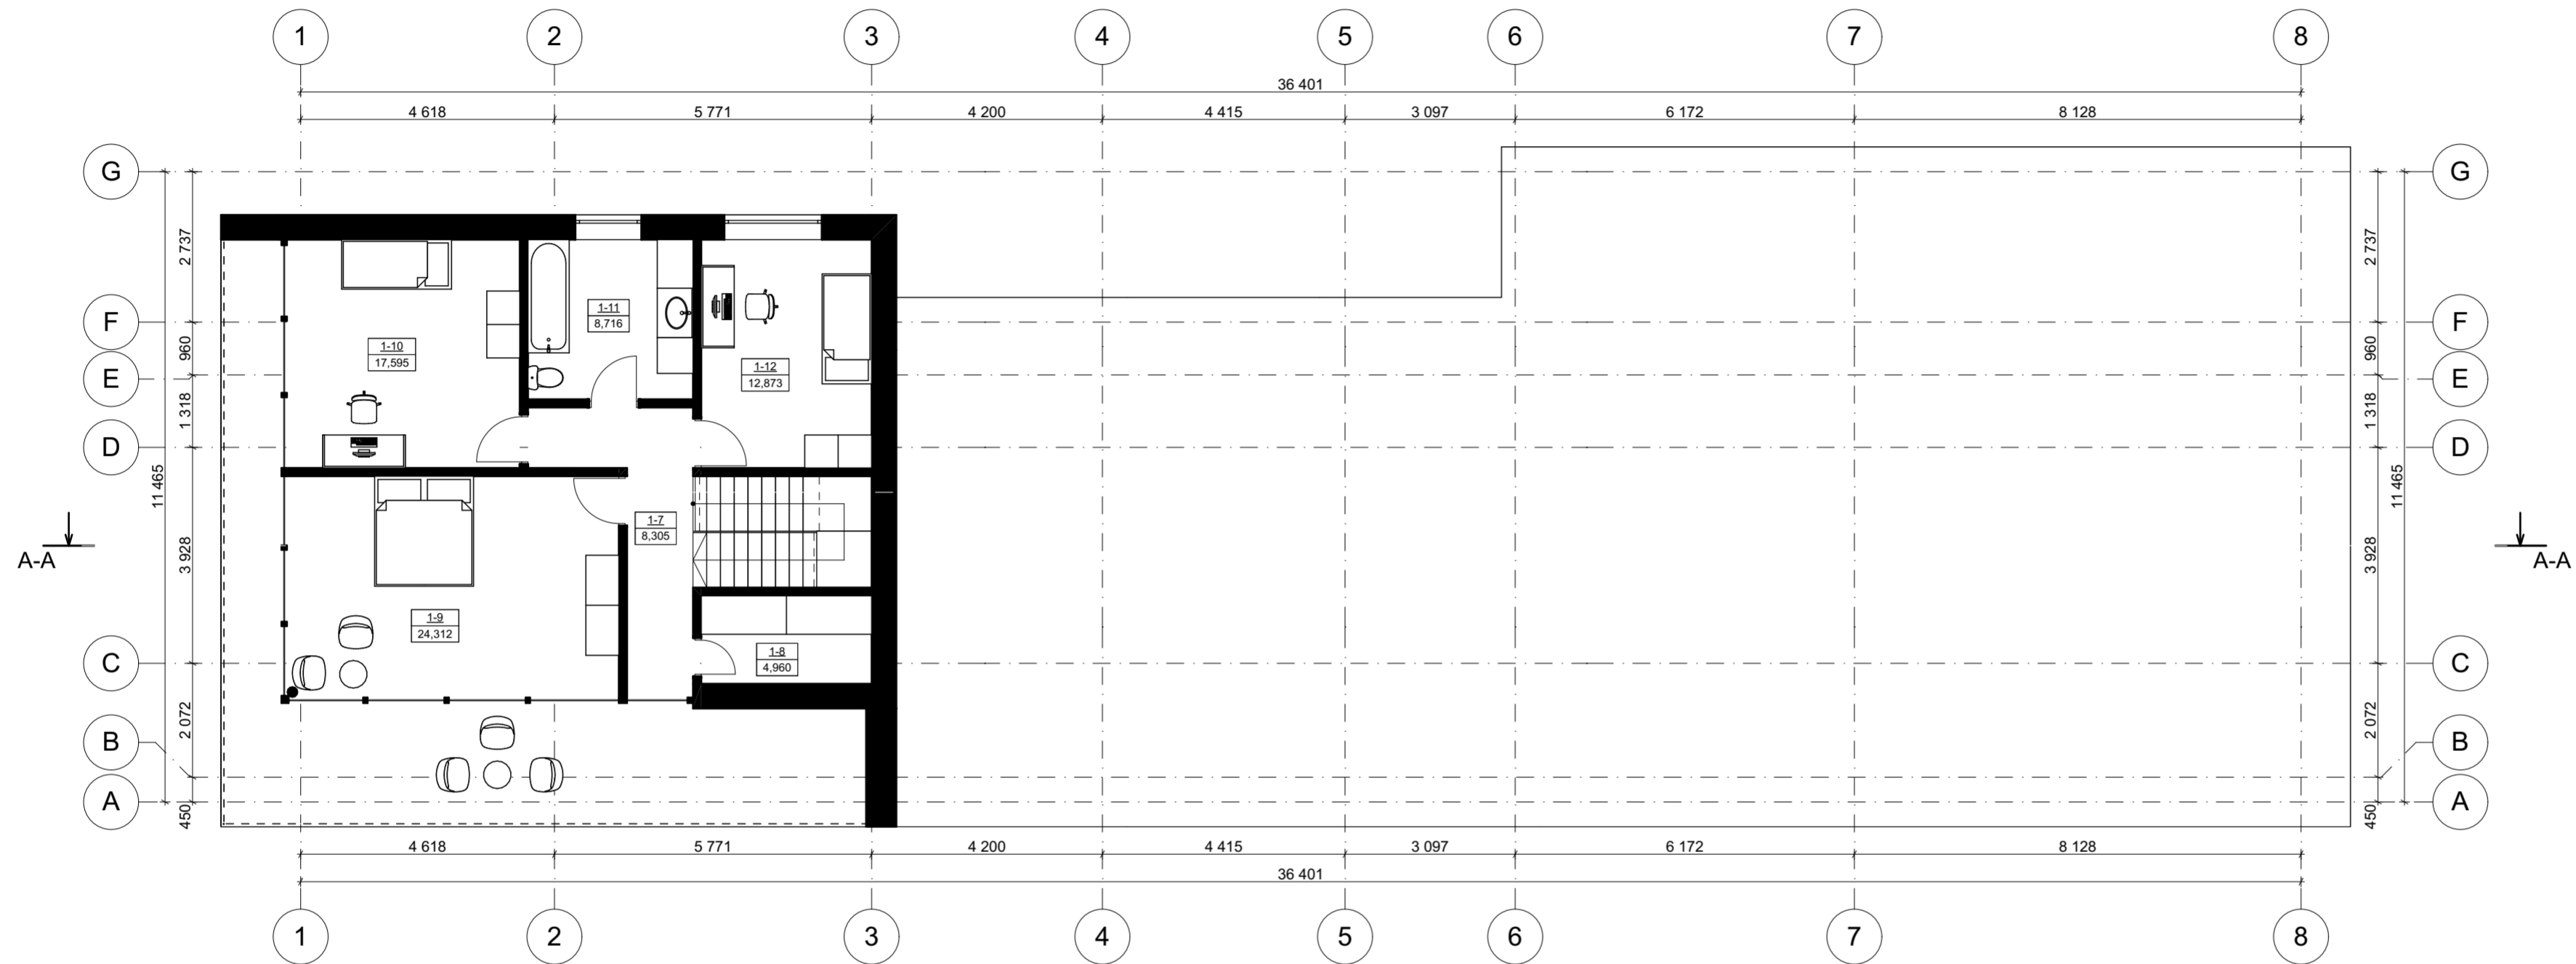 1 2 3 4 5 6 7 8
36 401
4 618 5 771 4 200 4 415 3 097 6 172 8 128
G G
2 737 2 737
F F
1-11
8,716
1-10
17,595
960 960
E E
1-12
12,873
1 318 1 318
D D
11 465 11 465
1-7
8,305
A-A A-A
3 928 3 928
1-9
24,312
1-8
4,960
C C
2 072 2 072
B B
A A
450 450
4 618 5 771 4 200 4 415 3 097 6 172 8 128
36 401
1 2 3 4 5 6 7 8